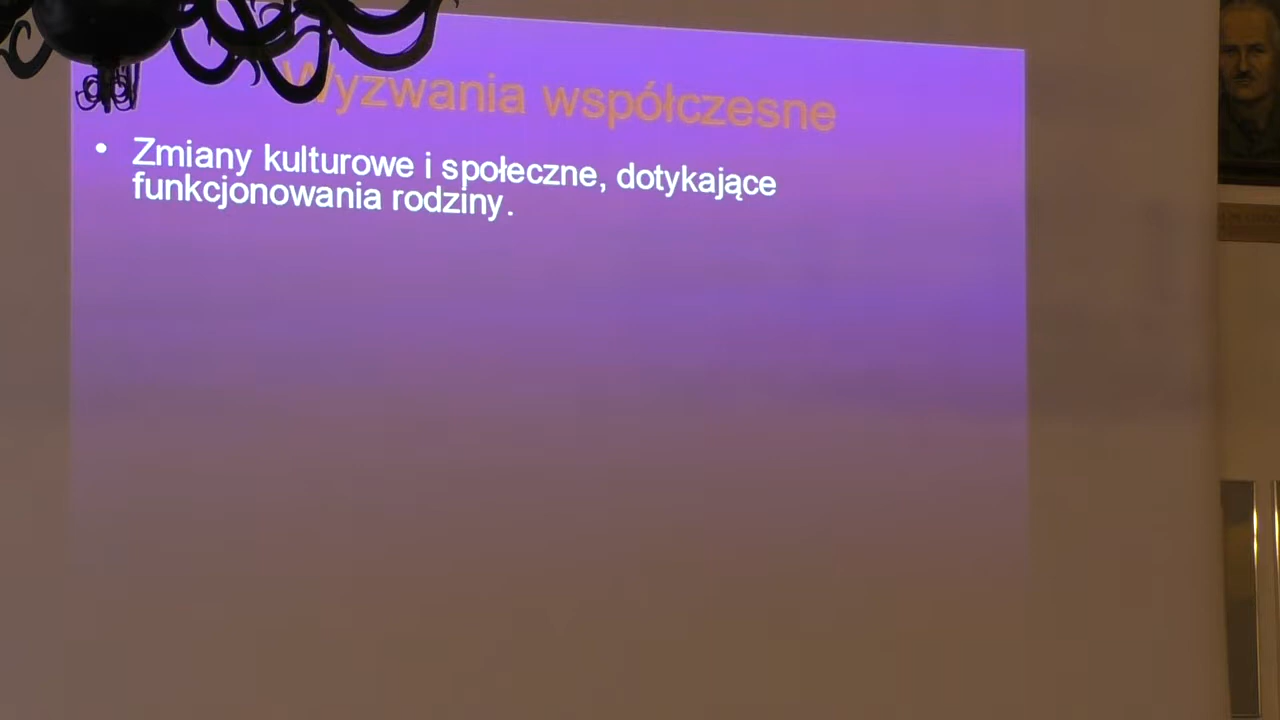 Wyzwania współczesne
• Zmiany kulturowe i społeczne, dotykające
funkcjonowania rodziny.